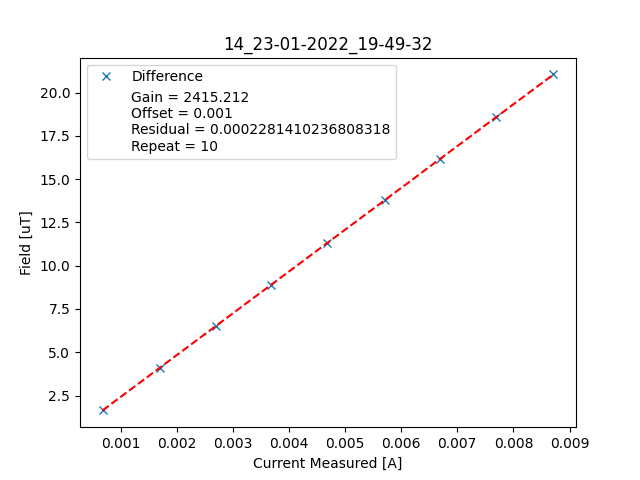 14_23-01-2022_19-49-32
Difference
Gain = 2415.212
Offset = 0.001
Residual = 0.0002281410236808318
Repeat = 10
Field [uT]
20.0
17.5
15.0
12.5
10.0
7.5
5.0
2.5
0.001 0.002 0.003 0.004 0.005 0.006 0.007 0.008 0.009
Current Measured [A]